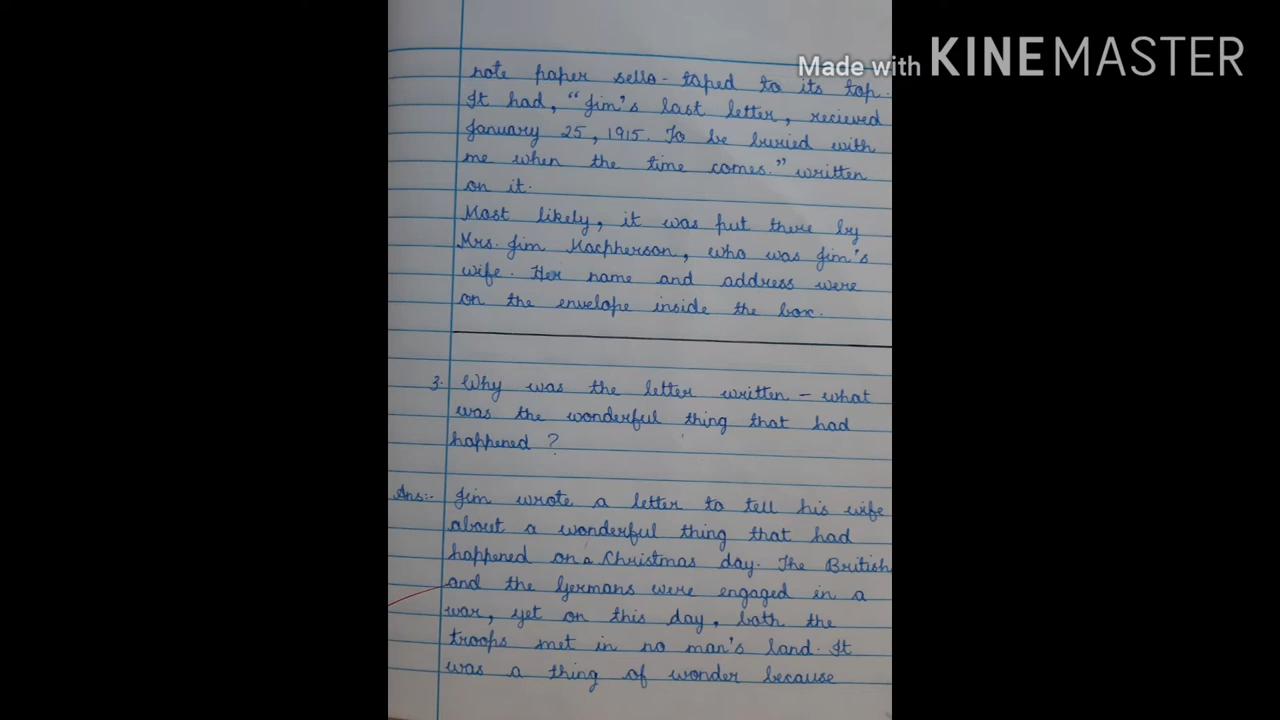 Made with KINEMASTER
note paper sello-taped to its top.
It had, "Jim's last letter, recieved
January 25, 1915. To be buried with
me when the time comes." written
on it.
Most likely, it was put there by
Mrs. Jim Macpherson, who was Jim's
wife. Her name and address were
on the envelope inside the box.
3. Why was the letter written - what
was the wonderful thing that had
happened ?
Ans:- Jim wrote a letter to tell his wife
about a wonderful thing that had
happened on a Christmas day. The British
and the Germans were engaged in a
war, yet on this day, both the
troops met in no man's land. It
was a thing of wonder because